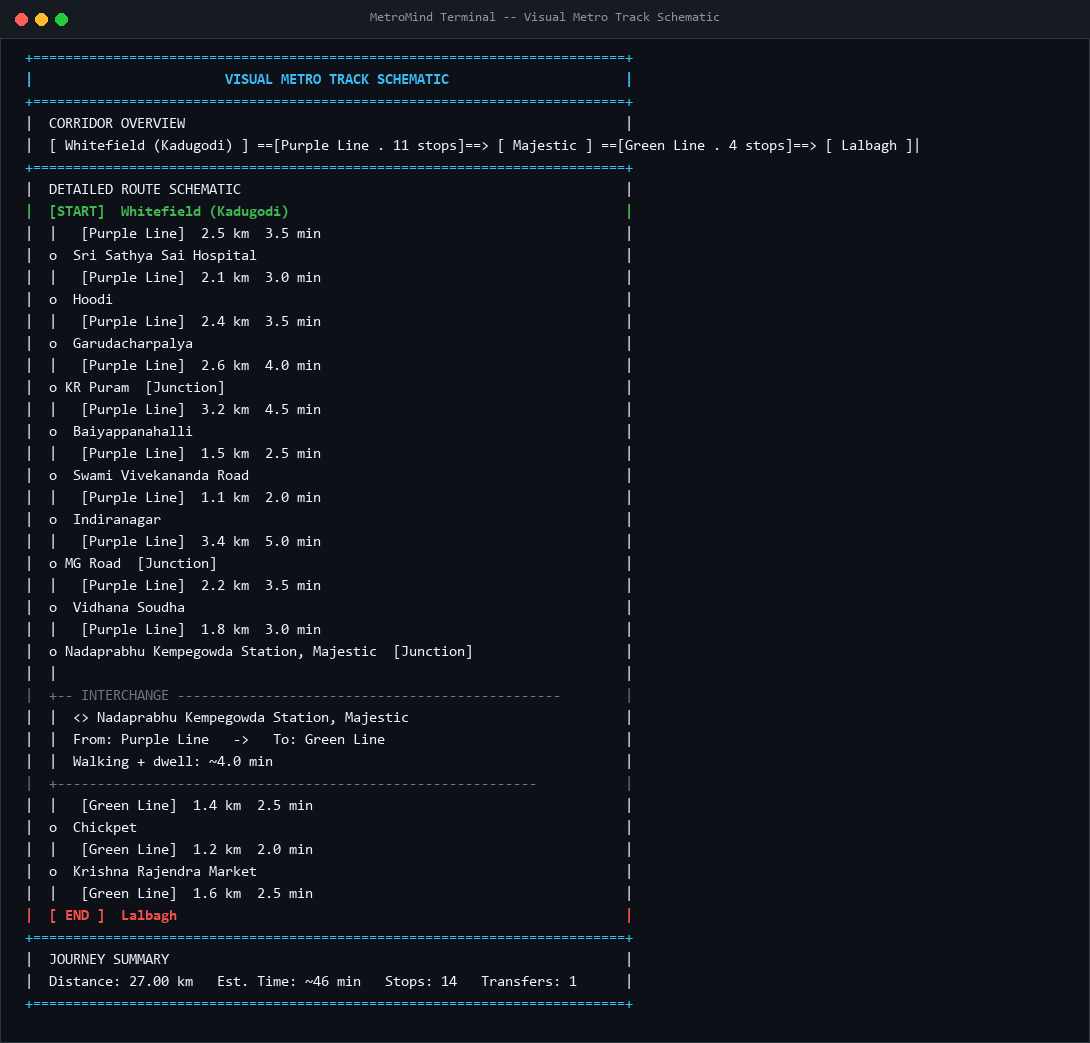 MetroMind Terminal -- Visual Metro Track Schematic
+==========================================================================+
| VISUAL METRO TRACK SCHEMATIC |
+==========================================================================+
| CORRIDOR OVERVIEW |
| [ Whitefield (Kadugodi) ] ==[Purple Line . 11 stops]==> [ Majestic ] ==[Green Line . 4 stops]==> [ Lalbagh ]|
+==========================================================================+
| DETAILED ROUTE SCHEMATIC |
| [START]  Whitefield (Kadugodi) |
| |   [Purple Line]  2.5 km  3.5 min |
| o  Sri Sathya Sai Hospital |
| |   [Purple Line]  2.1 km  3.0 min |
| o  Hoodi |
| |   [Purple Line]  2.4 km  3.5 min |
| o  Garudacharpalya |
| |   [Purple Line]  2.6 km  4.0 min |
| o KR Puram  [Junction] |
| |   [Purple Line]  3.2 km  4.5 min |
| o  Baiyappanahalli |
| |   [Purple Line]  1.5 km  2.5 min |
| o  Swami Vivekananda Road |
| |   [Purple Line]  1.1 km  2.0 min |
| o  Indiranagar |
| |   [Purple Line]  3.4 km  5.0 min |
| o MG Road  [Junction] |
| |   [Purple Line]  2.2 km  3.5 min |
| o  Vidhana Soudha |
| |   [Purple Line]  1.8 km  3.0 min |
| o Nadaprabhu Kempegowda Station, Majestic  [Junction] |
| | |
| +-- INTERCHANGE ------------------------------------------------ |
| |  <> Nadaprabhu Kempegowda Station, Majestic |
| |  From: Purple Line   ->   To: Green Line |
| |  Walking + dwell: ~4.0 min |
| +------------------------------------------------------------ |
| |   [Green Line]  1.4 km  2.5 min |
| o  Chickpet |
| |   [Green Line]  1.2 km  2.0 min |
| o  Krishna Rajendra Market |
| |   [Green Line]  1.6 km  2.5 min |
| [ END ]  Lalbagh |
+==========================================================================+
| JOURNEY SUMMARY |
| Distance: 27.00 km   Est. Time: ~46 min   Stops: 14   Transfers: 1 |
+==========================================================================+